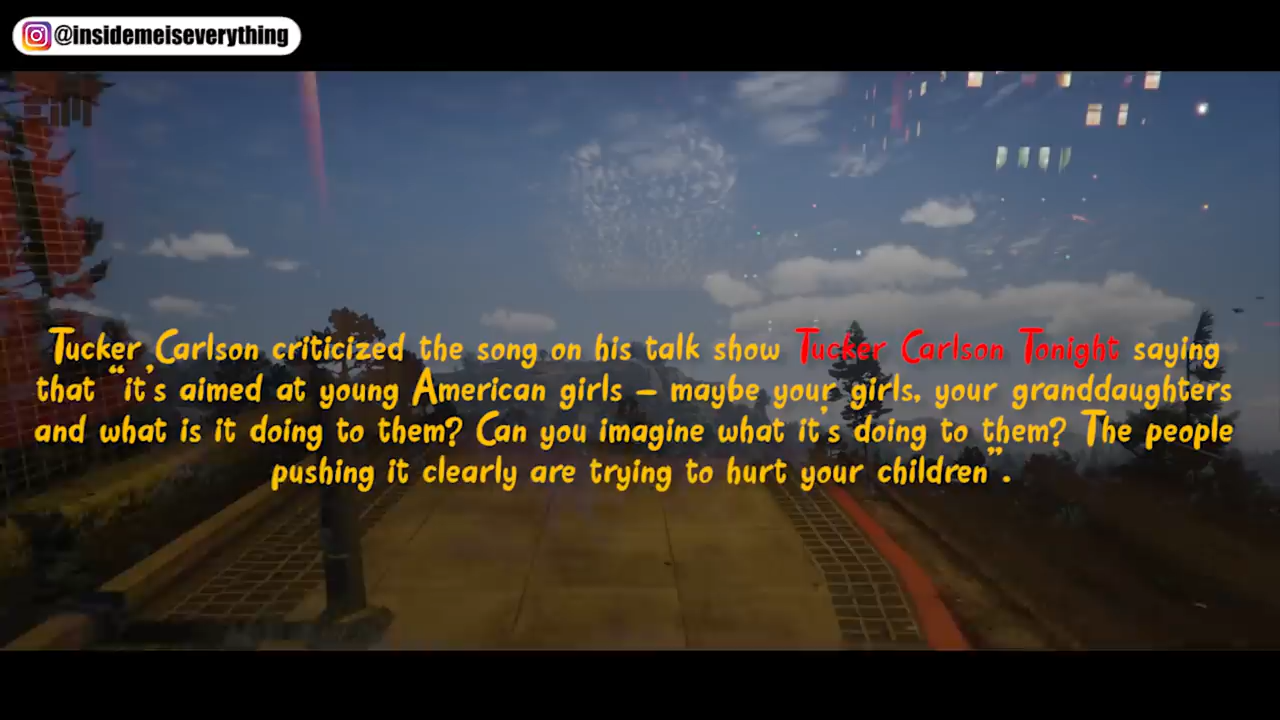 @insidemeiseverything
Tucker Carlson criticized the song on his talk show Tucker Carlson Tonight saying
that “it’s aimed at young American girls – maybe your girls, your granddaughters
and what is it doing to them? Can you imagine what it’s doing to them? The people
pushing it clearly are trying to hurt your children”.